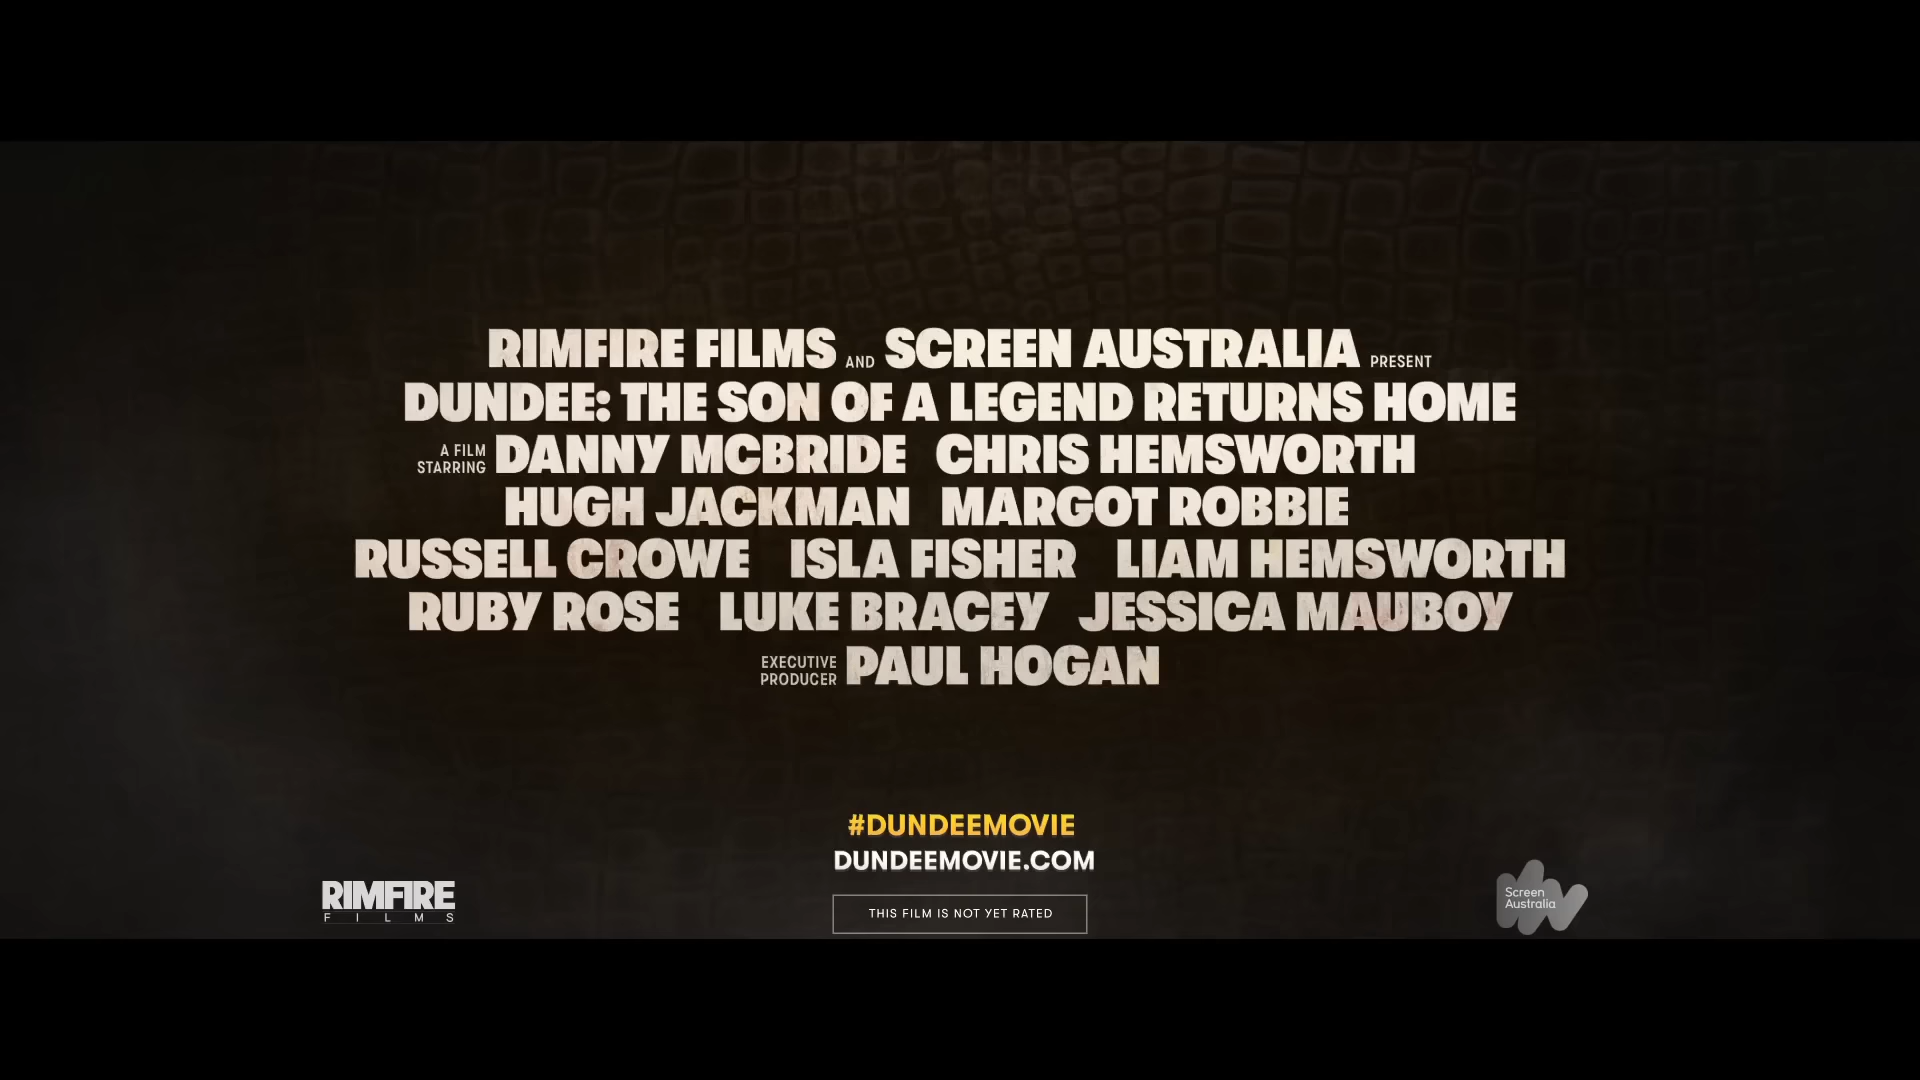 RIMFIRE FILMS AND SCREEN AUSTRALIA PRESENT
DUNDEE: THE SON OF A LEGEND RETURNS HOME
A FILM STARRING DANNY MCBRIDE CHRIS HEMSWORTH
HUGH JACKMAN MARGOT ROBBIE
RUSSELL CROWE ISLA FISHER LIAM HEMSWORTH
RUBY ROSE LUKE BRACEY JESSICA MAUBOY
EXECUTIVE PRODUCER PAUL HOGAN
#DUNDEEMOVIE
DUNDEEMOVIE.COM
RIMFIRE
FILMS
THIS FILM IS NOT YET RATED
Screen
Australia